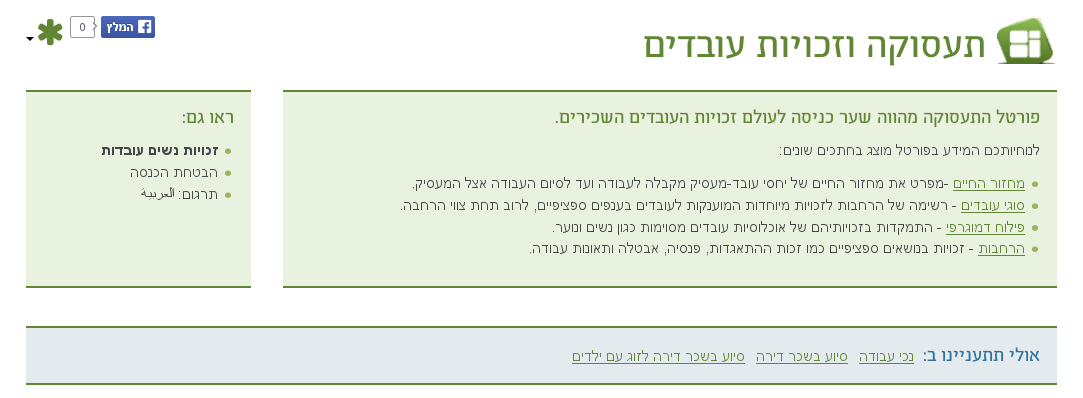 תעסוקה וזכויות עובדים
המלץ
0
פורטל התעסוקה מהווה שער כניסה לעולם זכויות העובדים השכירים.
לנוחיותכם המידע בפורטל מוצג בחתכים שונים:
מחזור החיים -מפרט את מחזור החיים של יחסי עובד-מעסיק מקבלה לעבודה ועד לסיום העבודה אצל המעסיק.
סוגי עובדים - רשימה של הרחבות לזכויות מיוחדות המוענקות לעובדים בענפים ספציפיים, לרוב תחת צווי הרחבה.
פילוח דמוגרפי - התמקדות בזכויותיהם של אוכלוסיות עובדים מסוימות כגון נשים ונוער.
הרחבות - זכויות בנושאים ספציפיים כמו זכות ההתאגדות, פנסיה, אבטלה ותאונות עבודה.
ראו גם:
זכויות נשים עובדות
הבטחת הכנסה
תרגום: العربية
אולי תתעניינו ב: נכי עבודה סיוע בשכר דירה סיוע בשכר דירה לזוג עם ילדים